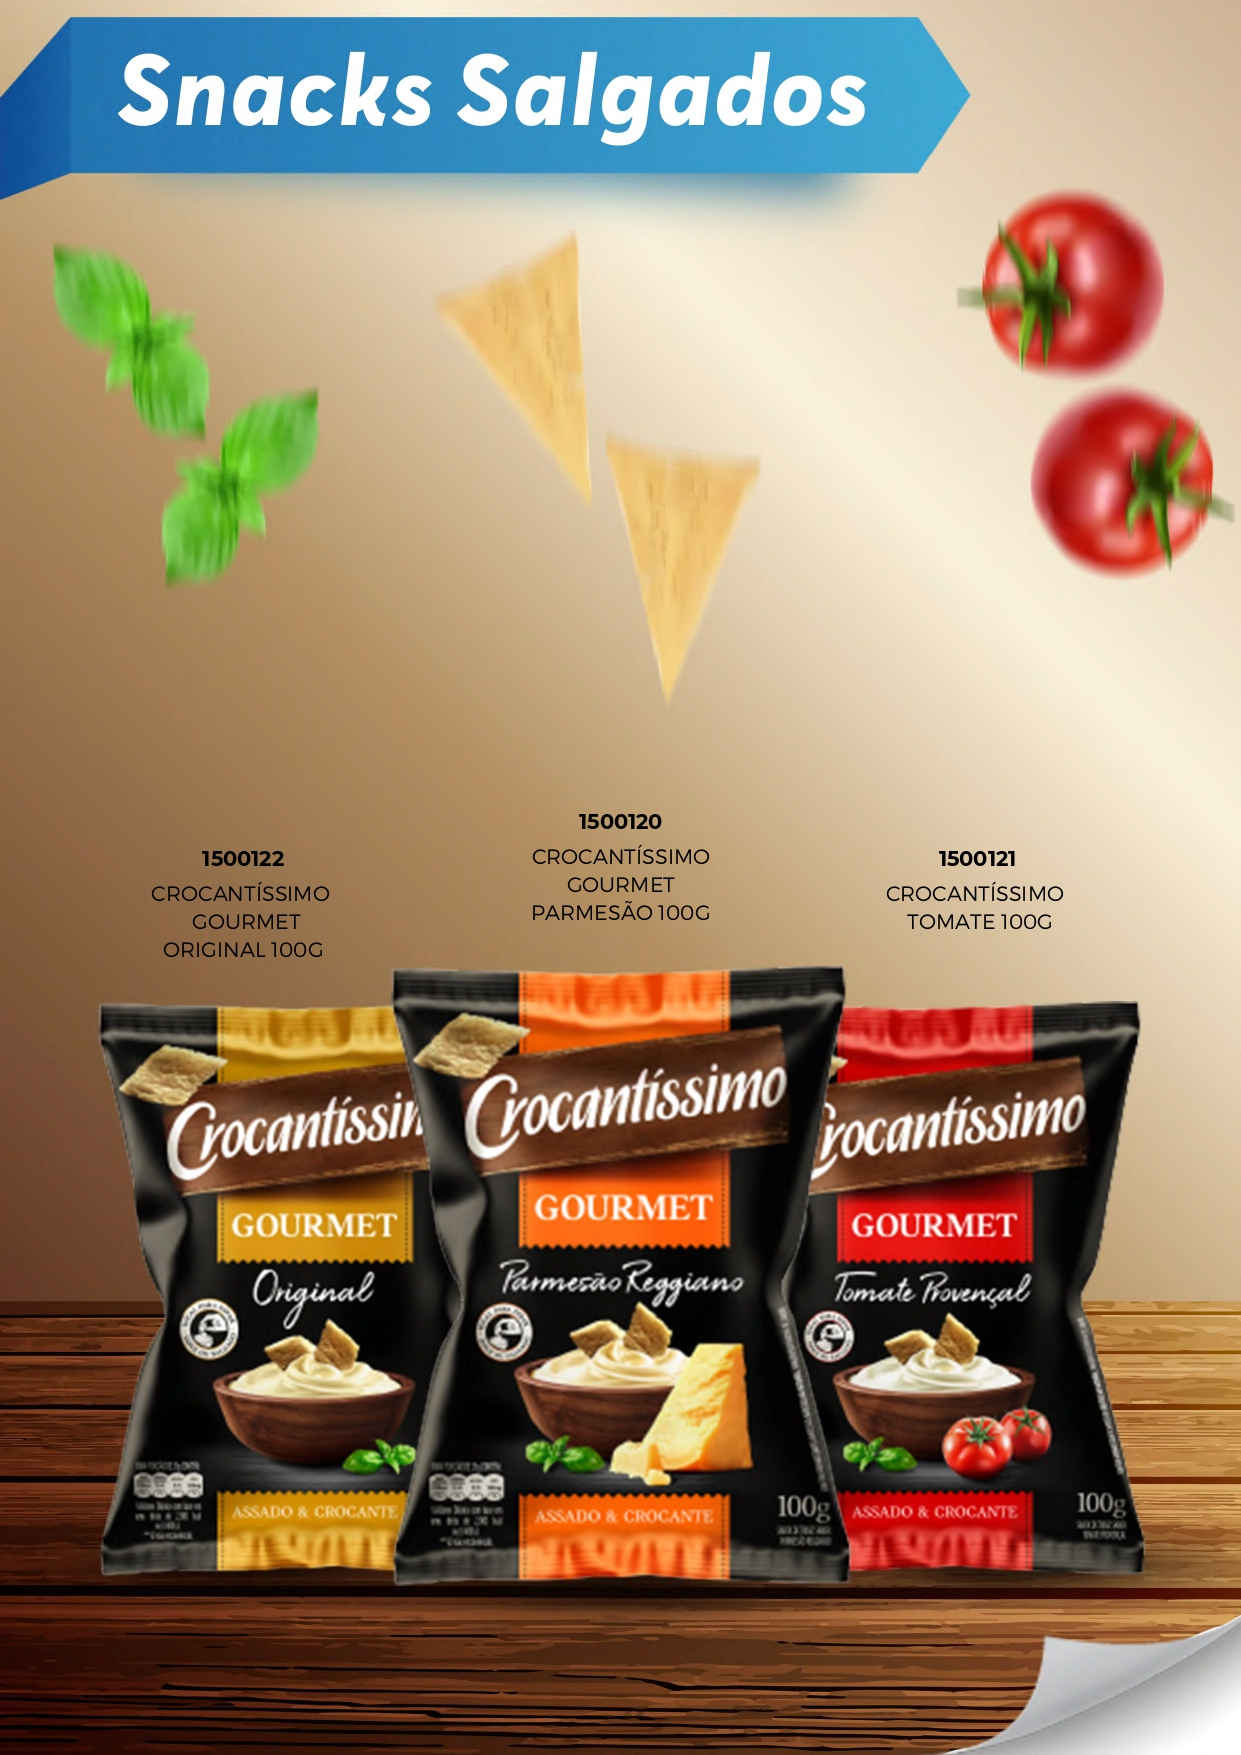 Snacks Salgados
1500122
CROCANTÍSSIMO
GOURMET
ORIGINAL 100G
1500120
CROCANTÍSSIMO
GOURMET
PARMESÃO 100G
1500121
CROCANTÍSSIMO
TOMATE 100G
Crocantíssim
GOURMET
Original
ASSADO & CROCANTE
Crocantíssimo
GOURMET
Parmesão Reggiano
ASSADO & CROCANTE
100g
Crocantíssimo
GOURMET
Tomate Provençal
ASSADO & CROCANTE
100g